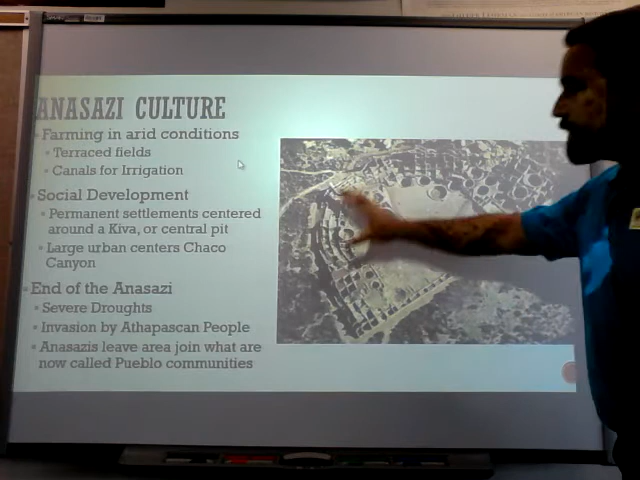 ANASAZI CULTURE
Farming in arid conditions
Terraced fields
Canals for Irrigation
Social Development
Permanent settlements centered
around a Kiva, or central pit
Large urban centers Chaco
Canyon
End of the Anasazi
Severe Droughts
Invasion by Athapascan People
Anasazis leave area join what are
now called Pueblo communities